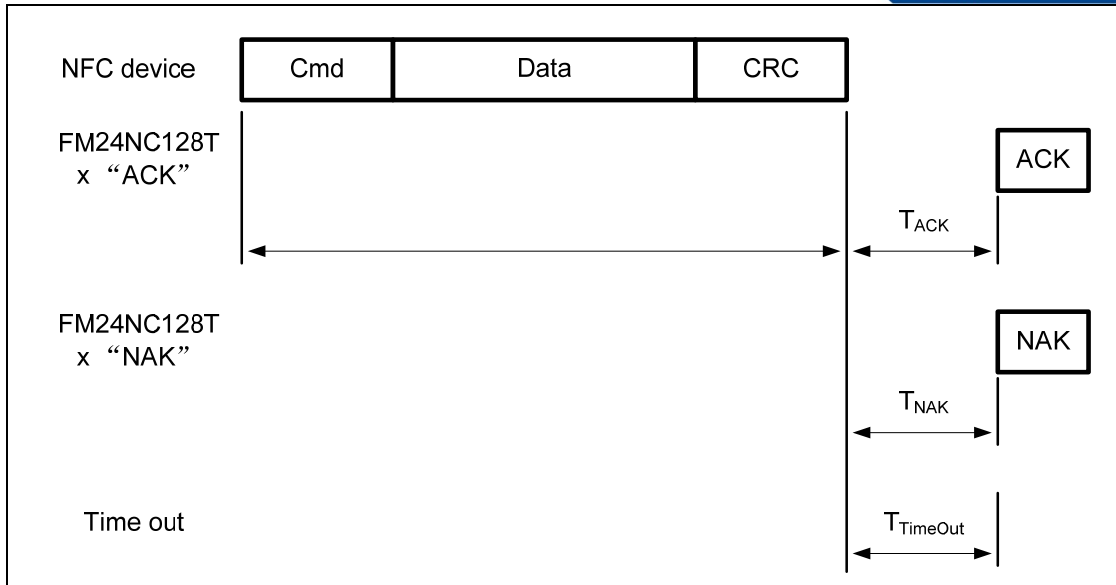 NFC device Cmd Data CRC
FM24NC128T
x “ACK” ACK
TACK
FM24NC128T
x “NAK” NAK
TNAK
Time out TTimeOut